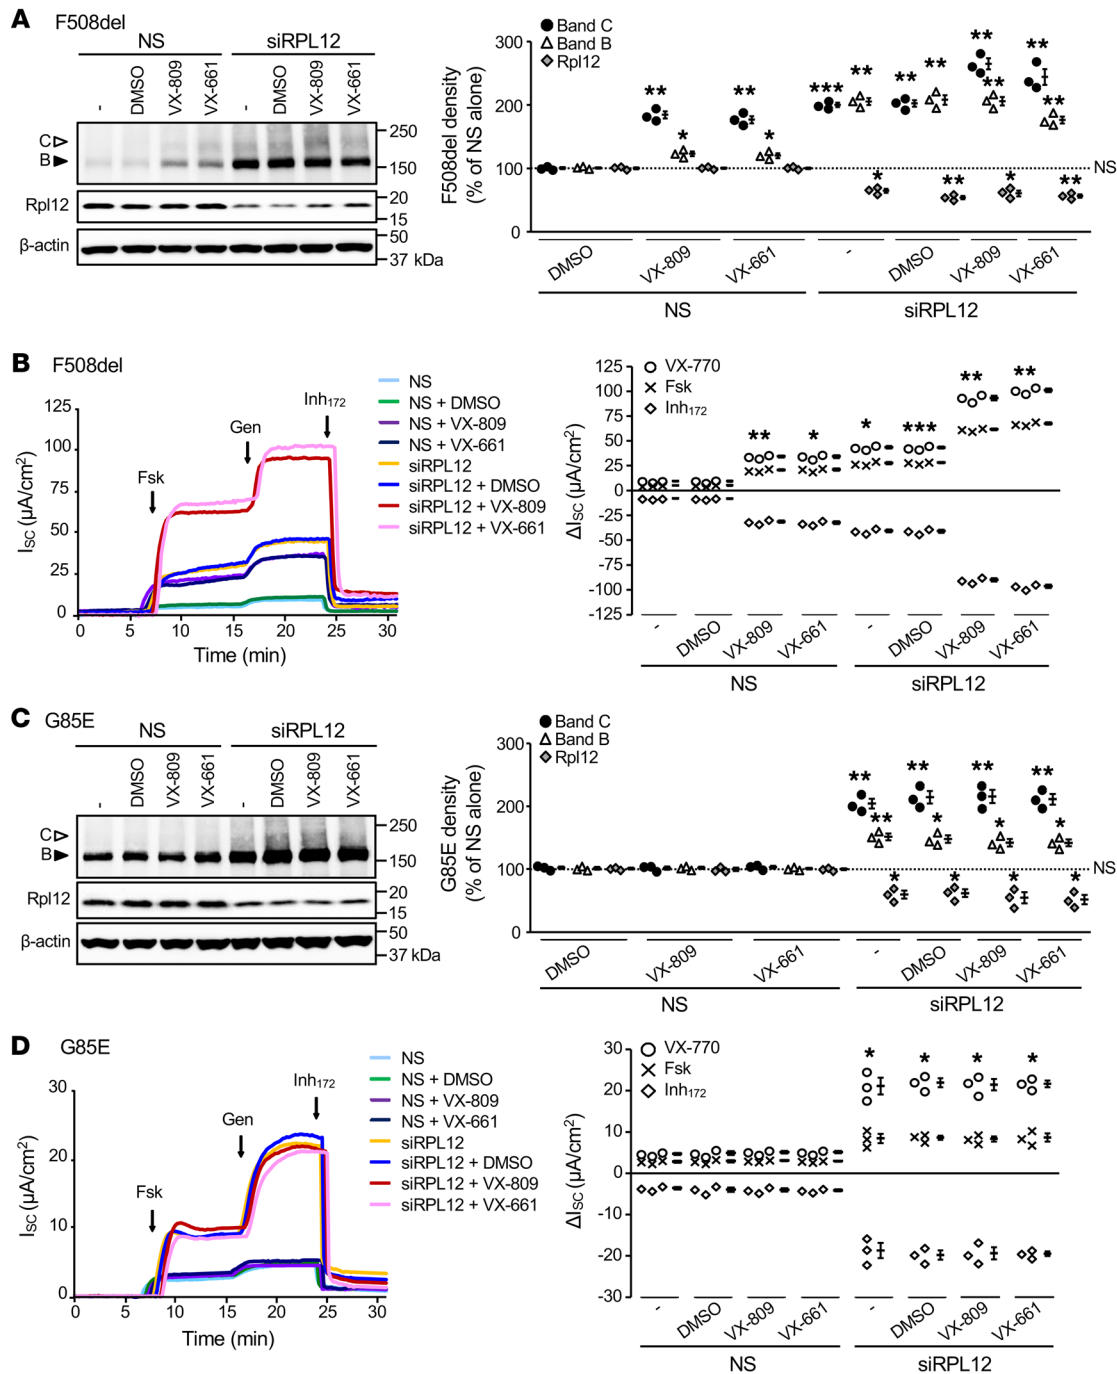 A
F508del
NS
siRPL12
-
DMSO
VX-809
VX-661
-
DMSO
VX-809
VX-661
C
B
250
150
Rpl12
20
15
β-actin
50
37 kDa
F508del density
(% of NS alone)
300
200
100
0
Band C
Band B
Rpl12
** * ** * *** ** * ** ** ** ** ** * ** ** **
NS
DMSO
VX-809
VX-661
-
DMSO
VX-809
VX-661
NS
siRPL12
B
F508del
ISC (µA/cm2)
125
100
75
50
25
0
0 5 10 15 20 25 30
Time (min)
Fsk
Gen
Inh172
NS
NS + DMSO
NS + VX-809
NS + VX-661
siRPL12
siRPL12 + DMSO
siRPL12 + VX-809
siRPL12 + VX-661
ΔISC (µA/cm2)
125
100
75
50
25
0
-25
-50
-75
-100
-125
VX-770
Fsk
Inh172
** * * *** ** **
-
DMSO
VX-809
VX-661
-
DMSO
VX-809
VX-661
NS
siRPL12
C
G85E
NS
siRPL12
-
DMSO
VX-809
VX-661
-
DMSO
VX-809
VX-661
C
B
250
150
Rpl12
20
15
β-actin
50
37 kDa
G85E density
(% of NS alone)
300
200
100
0
Band C
Band B
Rpl12
** ** * ** * * ** * * ** * *
NS
DMSO
VX-809
VX-661
-
DMSO
VX-809
VX-661
NS
siRPL12
D
G85E
ISC (µA/cm2)
30
20
10
0
0 5 10 15 20 25 30
Time (min)
Fsk
Gen
Inh172
NS
NS + DMSO
NS + VX-809
NS + VX-661
siRPL12
siRPL12 + DMSO
siRPL12 + VX-809
siRPL12 + VX-661
ΔISC (µA/cm2)
30
20
10
0
-10
-20
-30
VX-770
Fsk
Inh172
* * * *
-
DMSO
VX-809
VX-661
-
DMSO
VX-809
VX-661
NS
siRPL12